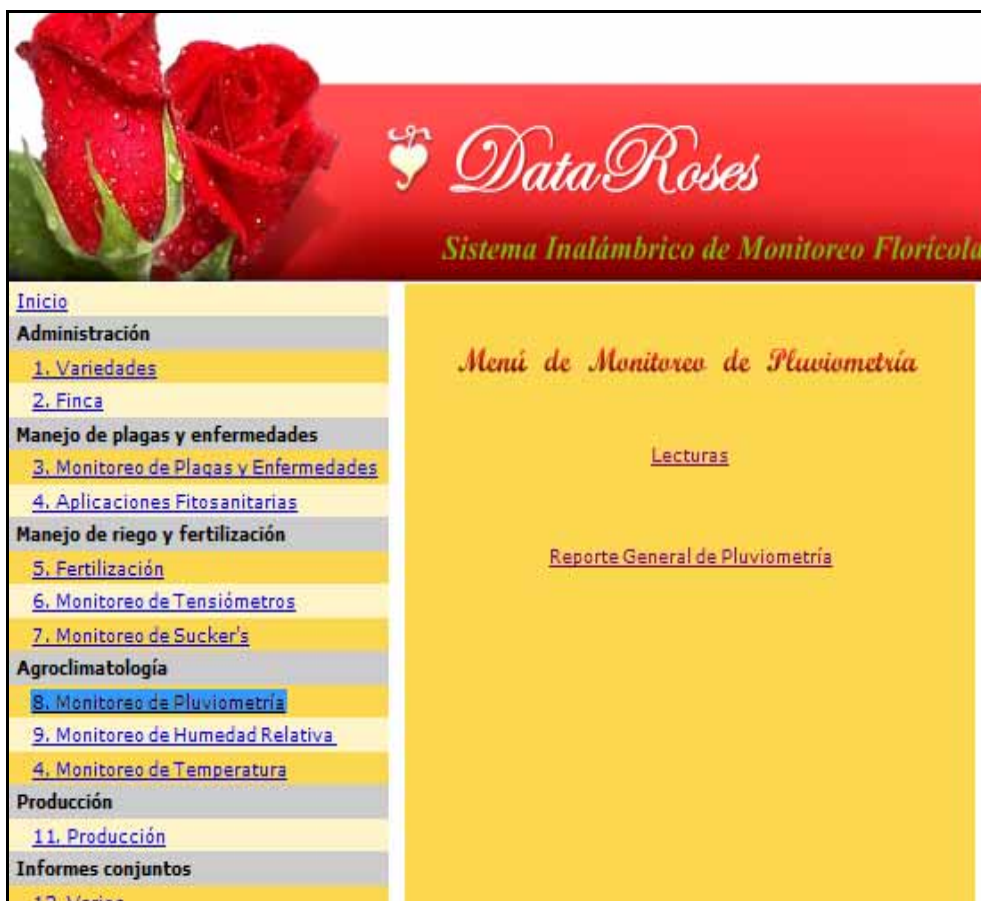 DataRoses
Sistema Inalámbrico de Monitoreo Florícola
Inicio
Administración
1. Variedades
2. Finca
Manejo de plagas y enfermedades
3. Monitoreo de Plagas y Enfermedades
4. Aplicaciones Fitosanitarias
Manejo de riego y fertilización
5. Fertilización
6. Monitoreo de Tensiómetros
7. Monitoreo de Sucker's
Agroclimatología
8. Monitoreo de Pluviometría
9. Monitoreo de Humedad Relativa
4. Monitoreo de Temperatura
Producción
11. Producción
Informes conjuntos
12. Varios
Menú de Monitoreo de Pluviometría
Lecturas
Reporte General de Pluviometría